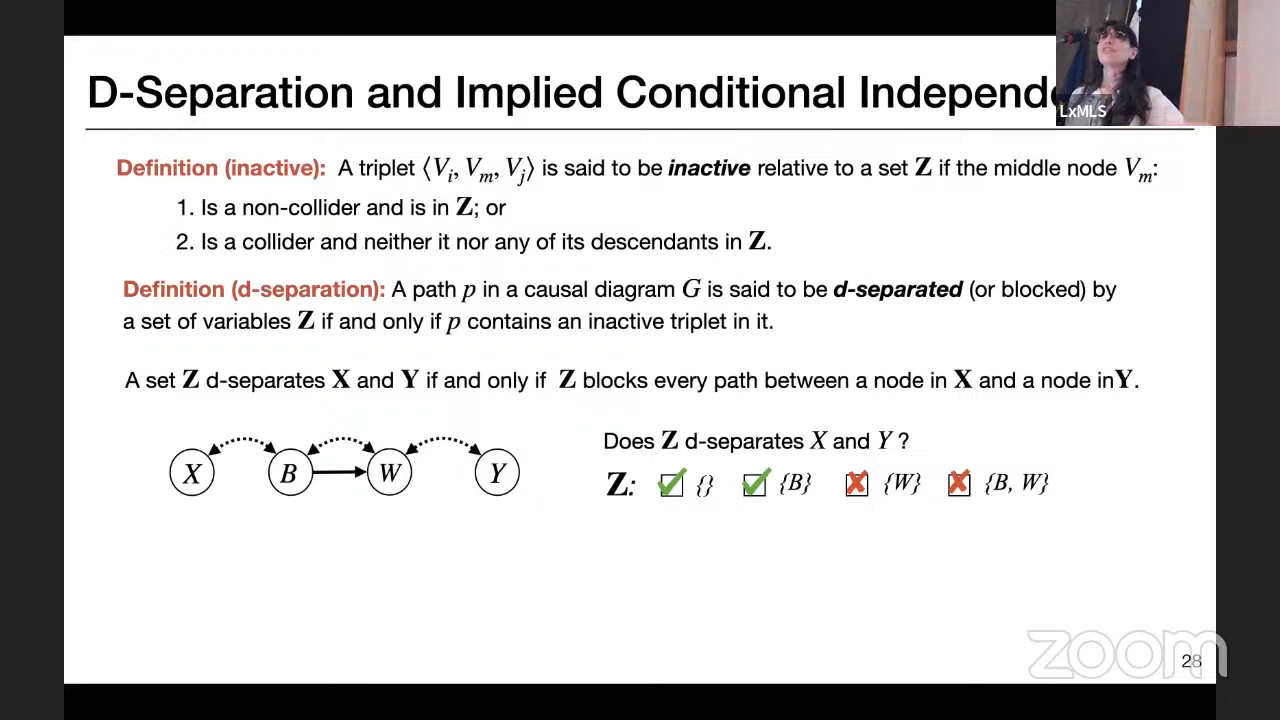 D-Separation and Implied Conditional Independ
LxMLS
Definition (inactive): A triplet ⟨Vi, Vm, Vj⟩ is said to be inactive relative to a set Z if the middle node Vm:
1. Is a non-collider and is in Z; or
2. Is a collider and neither it nor any of its descendants in Z.
Definition (d-separation): A path p in a causal diagram G is said to be d-separated (or blocked) by
a set of variables Z if and only if p contains an inactive triplet in it.
A set Z d-separates X and Y if and only if Z blocks every path between a node in X and a node inY.
X B W Y
Does Z d-separates X and Y?
Z: {} {B} {W} {B, W}
zoom
28